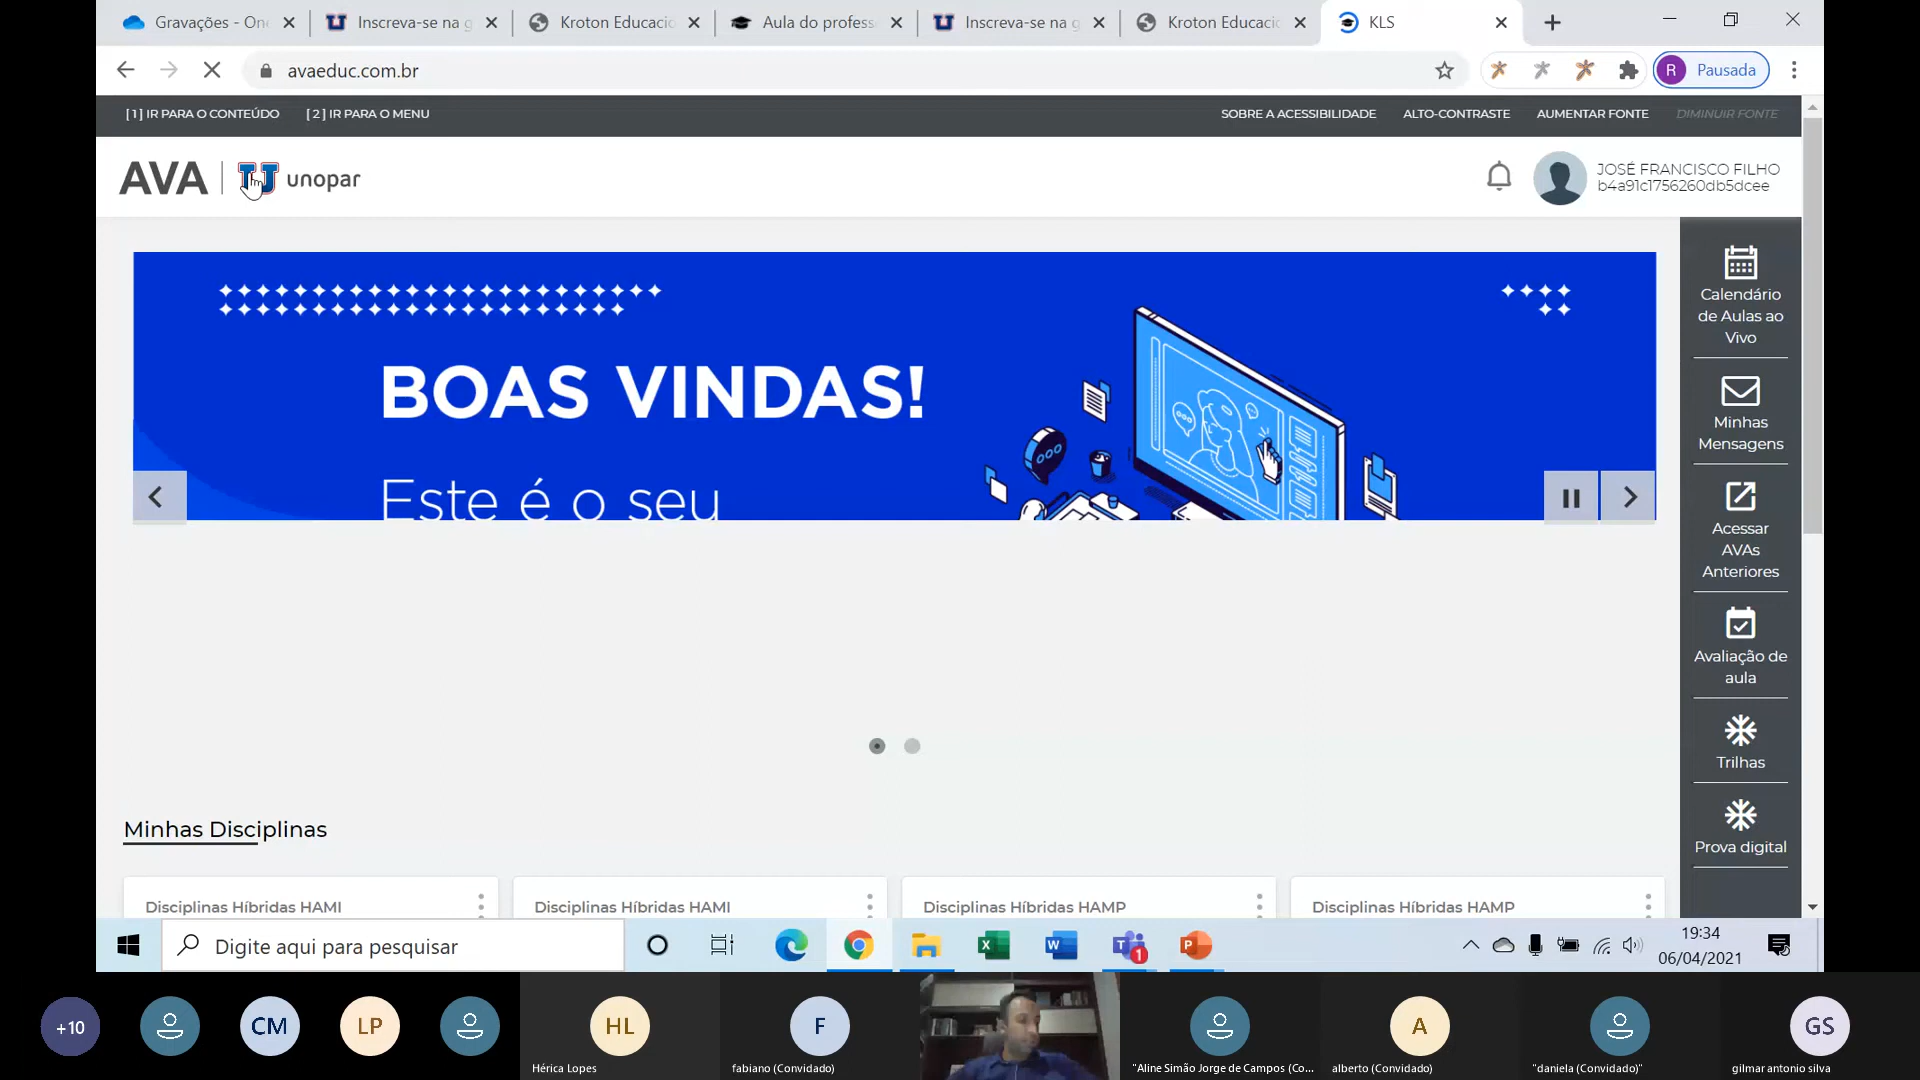 Gravações - On
Inscreva-se na g
Kroton Educacio
Aula do profess
Inscreva-se na g
Kroton Educacio
KLS
avaeduc.com.br
R
Pausada
[ 1 ] IR PARA O CONTEÚDO
[ 2 ] IR PARA O MENU
SOBRE A ACESSIBILIDADE
ALTO-CONTRASTE
AUMENTAR FONTE
DIMINUIR FONTE
AVA
unopar
JOSÉ FRANCISCO FILHO
b4a91c1756260db5dcee
BOAS VINDAS!
Este é o seu
Calendário
de Aulas ao
Vivo
Minhas
Mensagens
Acessar
AVAs
Anteriores
Avaliação de
aula
Trilhas
Prova digital
Minhas Disciplinas
Disciplinas Híbridas HAMI
Disciplinas Híbridas HAMI
Disciplinas Híbridas HAMP
Disciplinas Híbridas HAMP
Digite aqui para pesquisar
1
19:34
06/04/2021
+10
CM
LP
HL
Hérica Lopes
F
fabiano (Convidado)
"Aline Simão Jorge de Campos (Co...
A
alberto (Convidado)
"daniela (Convidado)"
GS
gilmar antonio silva